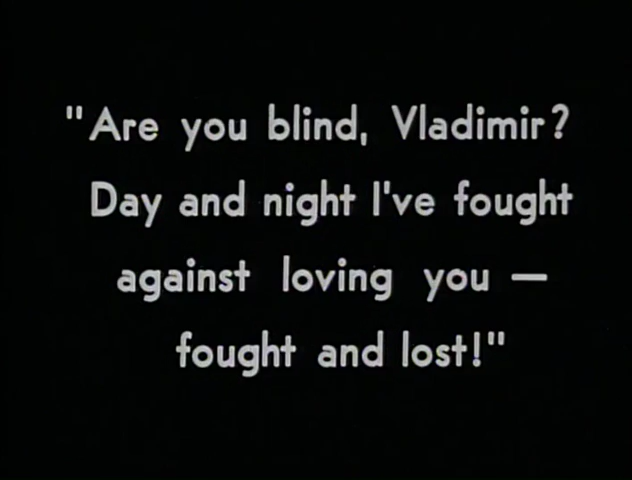 "Are you blind, Vladimir?
Day and night I've fought
against loving you —
fought and lost!"